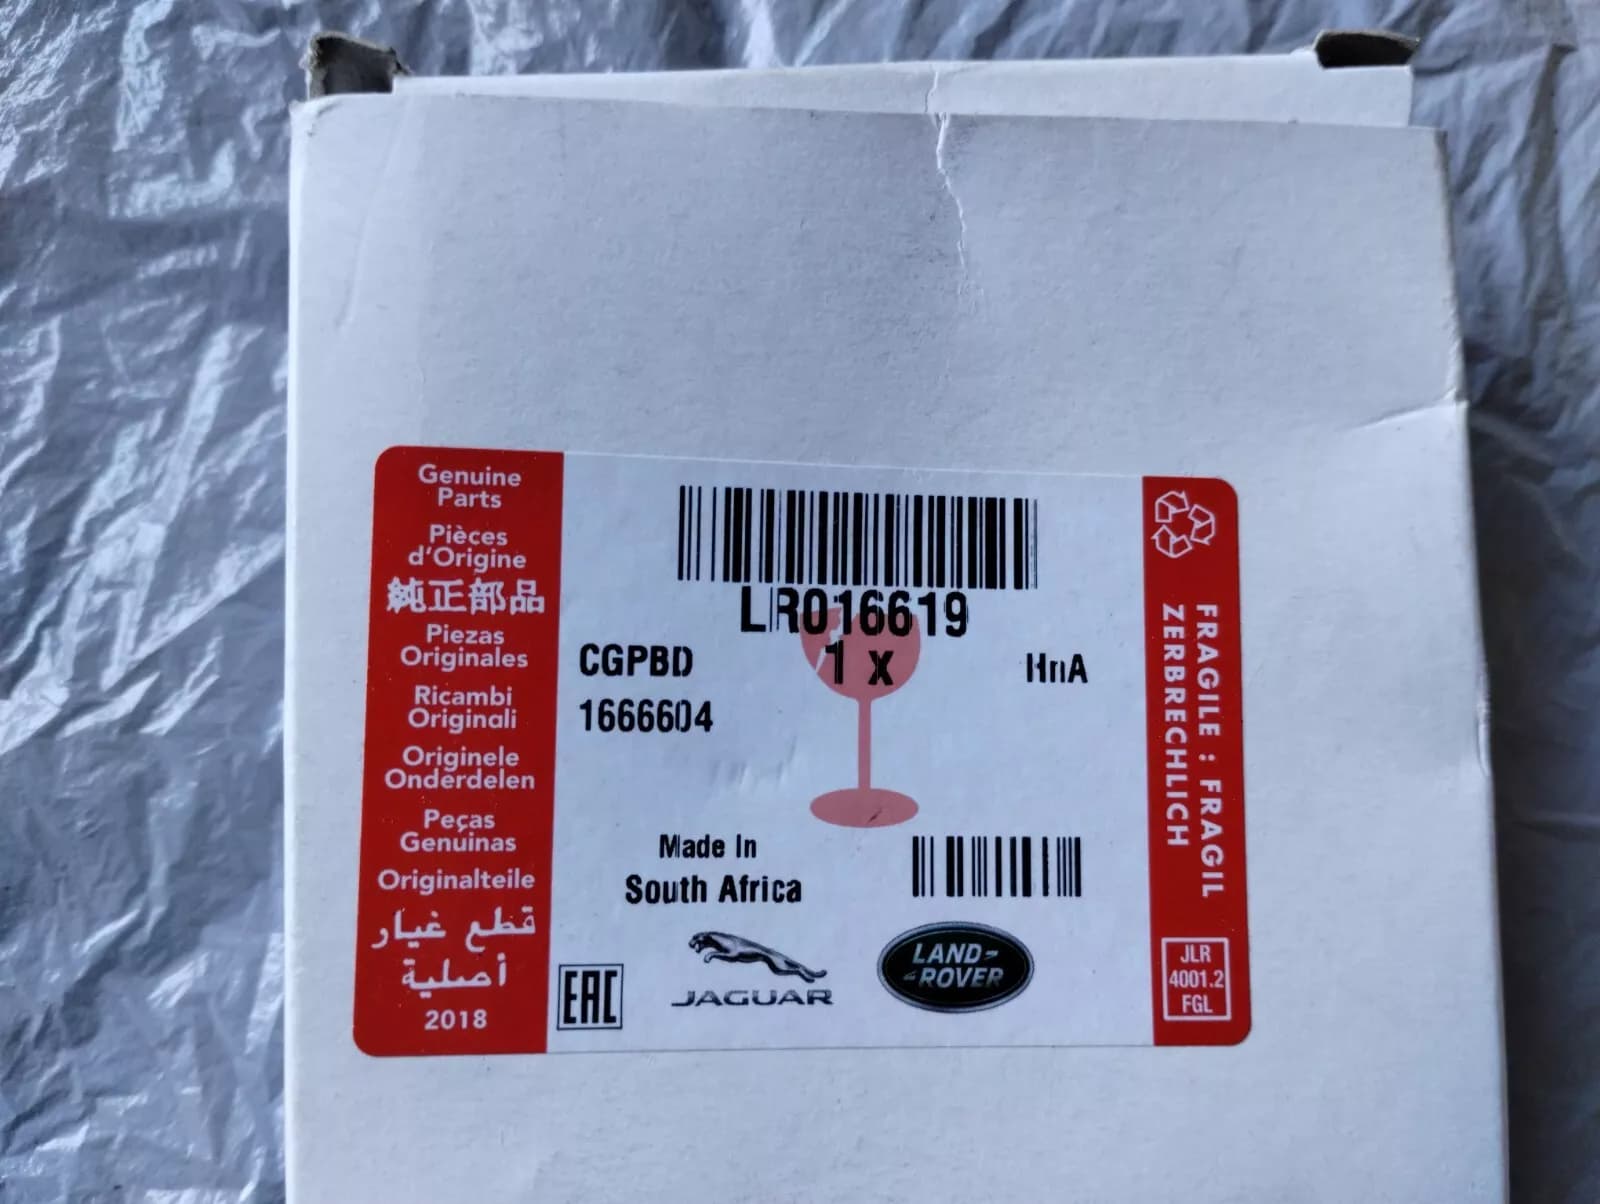 Genuine
Parts
Pièces
d'Origine
純正部品
Piezas
Originales
Ricambi
Originali
Originele
Onderdelen
Peças
Genuinas
Originalteile
قطع غيار
أصلية
2018
LR016619
CGPBD
1 x
HnA
1666604
Made In
South Africa
EAC
JAGUAR
LAND-
-ROVER
FRAGILE : FRAGIL
ZERBRECHLICH
JLR
4001.2
FGL